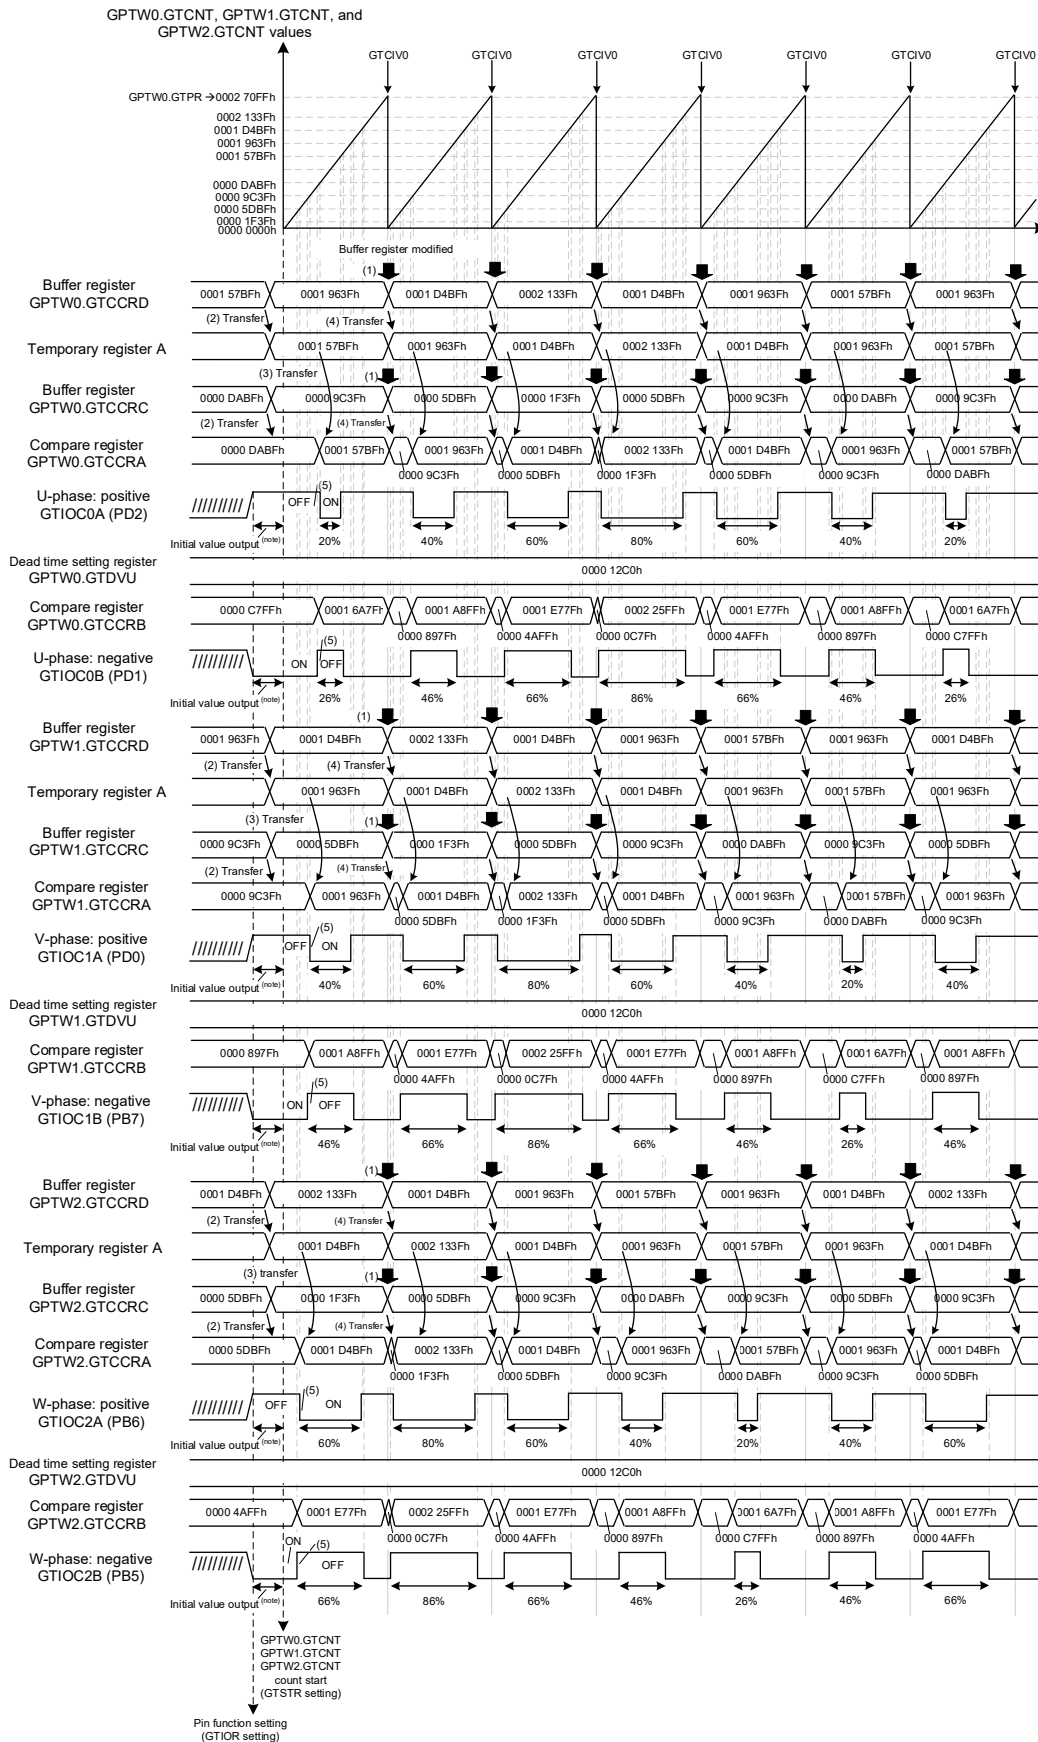 GPTW0.GTCNT, GPTW1.GTCNT, and
GPTW2.GTCNT values
GTCIV0 GTCIV0 GTCIV0 GTCIV0 GTCIV0 GTCIV0 GTCIV0
GPTW0.GTPR →0002 70FFh
0002 133Fh
0001 D4BFh
0001 963Fh
0001 57BFh
0000 DABFh
0000 9C3Fh
0000 5DBFh
0000 1F3Fh
0000 0000h
Buffer register modified
(1)
Buffer register
GPTW0.GTCCRD
0001 57BFh 0001 963Fh 0001 D4BFh 0002 133Fh 0001 D4BFh 0001 963Fh 0001 57BFh 0001 963Fh
(2) Transfer (4) Transfer
Temporary register A
0001 57BFh 0001 963Fh 0001 D4BFh 0002 133Fh 0001 D4BFh 0001 963Fh 0001 57BFh
(3) Transfer (1)
Buffer register
GPTW0.GTCCRC
0000 DABFh 0000 9C3Fh 0000 5DBFh 0000 1F3Fh 0000 5DBFh 0000 9C3Fh 0000 DABFh 0000 9C3Fh
(2) Transfer (4) Transfer
Compare register
GPTW0.GTCCRA
0000 DABFh 0001 57BFh 0001 963Fh 0001 D4BFh 0002 133Fh 0001 D4BFh 0001 963Fh 0001 57BFh
0000 9C3Fh 0000 5DBFh 0000 1F3Fh 0000 5DBFh 0000 9C3Fh 0000 DABFh
U-phase: positive
GTIOC0A (PD2)
OFF (5) ON
Initial value output (note) 20% 40% 60% 80% 60% 40% 20%
Dead time setting register
GPTW0.GTDVU
0000 12C0h
Compare register
GPTW0.GTCCRB
0000 C7FFh 0001 6A7Fh 0001 A8FFh 0001 E77Fh 0002 25FFh 0001 E77Fh 0001 A8FFh 0001 6A7Fh
0000 897Fh 0000 4AFFh 0000 0C7Fh 0000 4AFFh 0000 897Fh 0000 C7FFh
U-phase: negative
GTIOC0B (PD1)
ON (5) OFF
Initial value output (note) 26% 46% 66% 86% 66% 46% 26%
(1)
Buffer register
GPTW1.GTCCRD
0001 963Fh 0001 D4BFh 0002 133Fh 0001 D4BFh 0001 963Fh 0001 57BFh 0001 963Fh 0001 D4BFh
(2) Transfer (4) Transfer
Temporary register A
0001 963Fh 0001 D4BFh 0002 133Fh 0001 D4BFh 0001 963Fh 0001 57BFh 0001 963Fh
(3) Transfer (1)
Buffer register
GPTW1.GTCCRC
0000 9C3Fh 0000 5DBFh 0000 1F3Fh 0000 5DBFh 0000 9C3Fh 0000 DABFh 0000 9C3Fh 0000 5DBFh
(2) Transfer (4) Transfer
Compare register
GPTW1.GTCCRA
0000 9C3Fh 0001 963Fh 0001 D4BFh 0002 133Fh 0001 D4BFh 0001 963Fh 0001 57BFh 0001 963Fh
0000 5DBFh 0000 1F3Fh 0000 5DBFh 0000 9C3Fh 0000 DABFh 0000 9C3Fh
V-phase: positive
GTIOC1A (PD0)
OFF (5) ON
Initial value output (note) 40% 60% 80% 60% 40% 20% 40%
Dead time setting register
GPTW1.GTDVU
0000 12C0h
Compare register
GPTW1.GTCCRB
0000 897Fh 0001 A8FFh 0001 E77Fh 0002 25FFh 0001 E77Fh 0001 A8FFh 0001 6A7Fh 0001 A8FFh
0000 4AFFh 0000 0C7Fh 0000 4AFFh 0000 897Fh 0000 C7FFh 0000 897Fh
V-phase: negative
GTIOC1B (PB7)
ON (5) OFF
Initial value output (note) 46% 66% 86% 66% 46% 26% 46%
(1)
Buffer register
GPTW2.GTCCRD
0001 D4BFh 0002 133Fh 0001 D4BFh 0001 963Fh 0001 57BFh 0001 963Fh 0001 D4BFh 0002 133Fh
(2) Transfer (4) Transfer
Temporary register A
0001 D4BFh 0002 133Fh 0001 D4BFh 0001 963Fh 0001 57BFh 0001 963Fh 0001 D4BFh
(3) transfer (1)
Buffer register
GPTW2.GTCCRC
0000 5DBFh 0000 1F3Fh 0000 5DBFh 0000 9C3Fh 0000 DABFh 0000 9C3Fh 0000 5DBFh 0000 9C3Fh
(2) Transfer (4) Transfer
Compare register
GPTW2.GTCCRA
0000 5DBFh 0001 D4BFh 0002 133Fh 0001 D4BFh 0001 963Fh 0001 57BFh 0001 963Fh 0001 D4BFh
0000 1F3Fh 0000 5DBFh 0000 9C3Fh 0000 DABFh 0000 9C3Fh 0000 5DBFh
W-phase: positive
GTIOC2A (PB6)
OFF (5) ON
Initial value output (note) 60% 80% 60% 40% 20% 40% 60%
Dead time setting register
GPTW2.GTDVU
0000 12C0h
Compare register
GPTW2.GTCCRB
0000 4AFFh 0001 E77Fh 0002 25FFh 0001 E77Fh 0001 A8FFh 0001 6A7Fh 0001 A8FFh 0001 E77Fh
0000 0C7Fh 0000 4AFFh 0000 897Fh 0000 C7FFh 0000 897Fh 0000 4AFFh
W-phase: negative
GTIOC2B (PB5)
ON (5) OFF
Initial value output (note) 66% 86% 66% 46% 26% 46% 66%
GPTW0.GTCNT
GPTW1.GTCNT
GPTW2.GTCNT
count start
(GTSTR setting)
Pin function setting
(GTIOR setting)